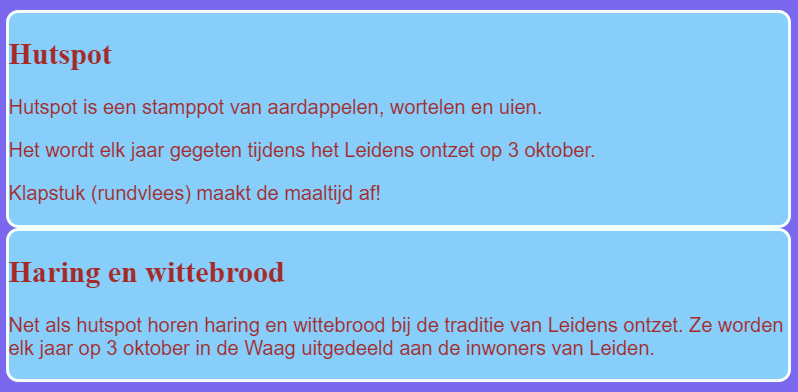 Hutspot
Hutspot is een stamppot van aardappelen, wortelen en uien.
Het wordt elk jaar gegeten tijdens het Leidens ontzet op 3 oktober.
Klapstuk (rundvlees) maakt de maaltijd af!
Haring en wittebrood
Net als hutspot horen haring en wittebrood bij de traditie van Leidens ontzet. Ze worden
elk jaar op 3 oktober in de Waag uitgedeeld aan de inwoners van Leiden.